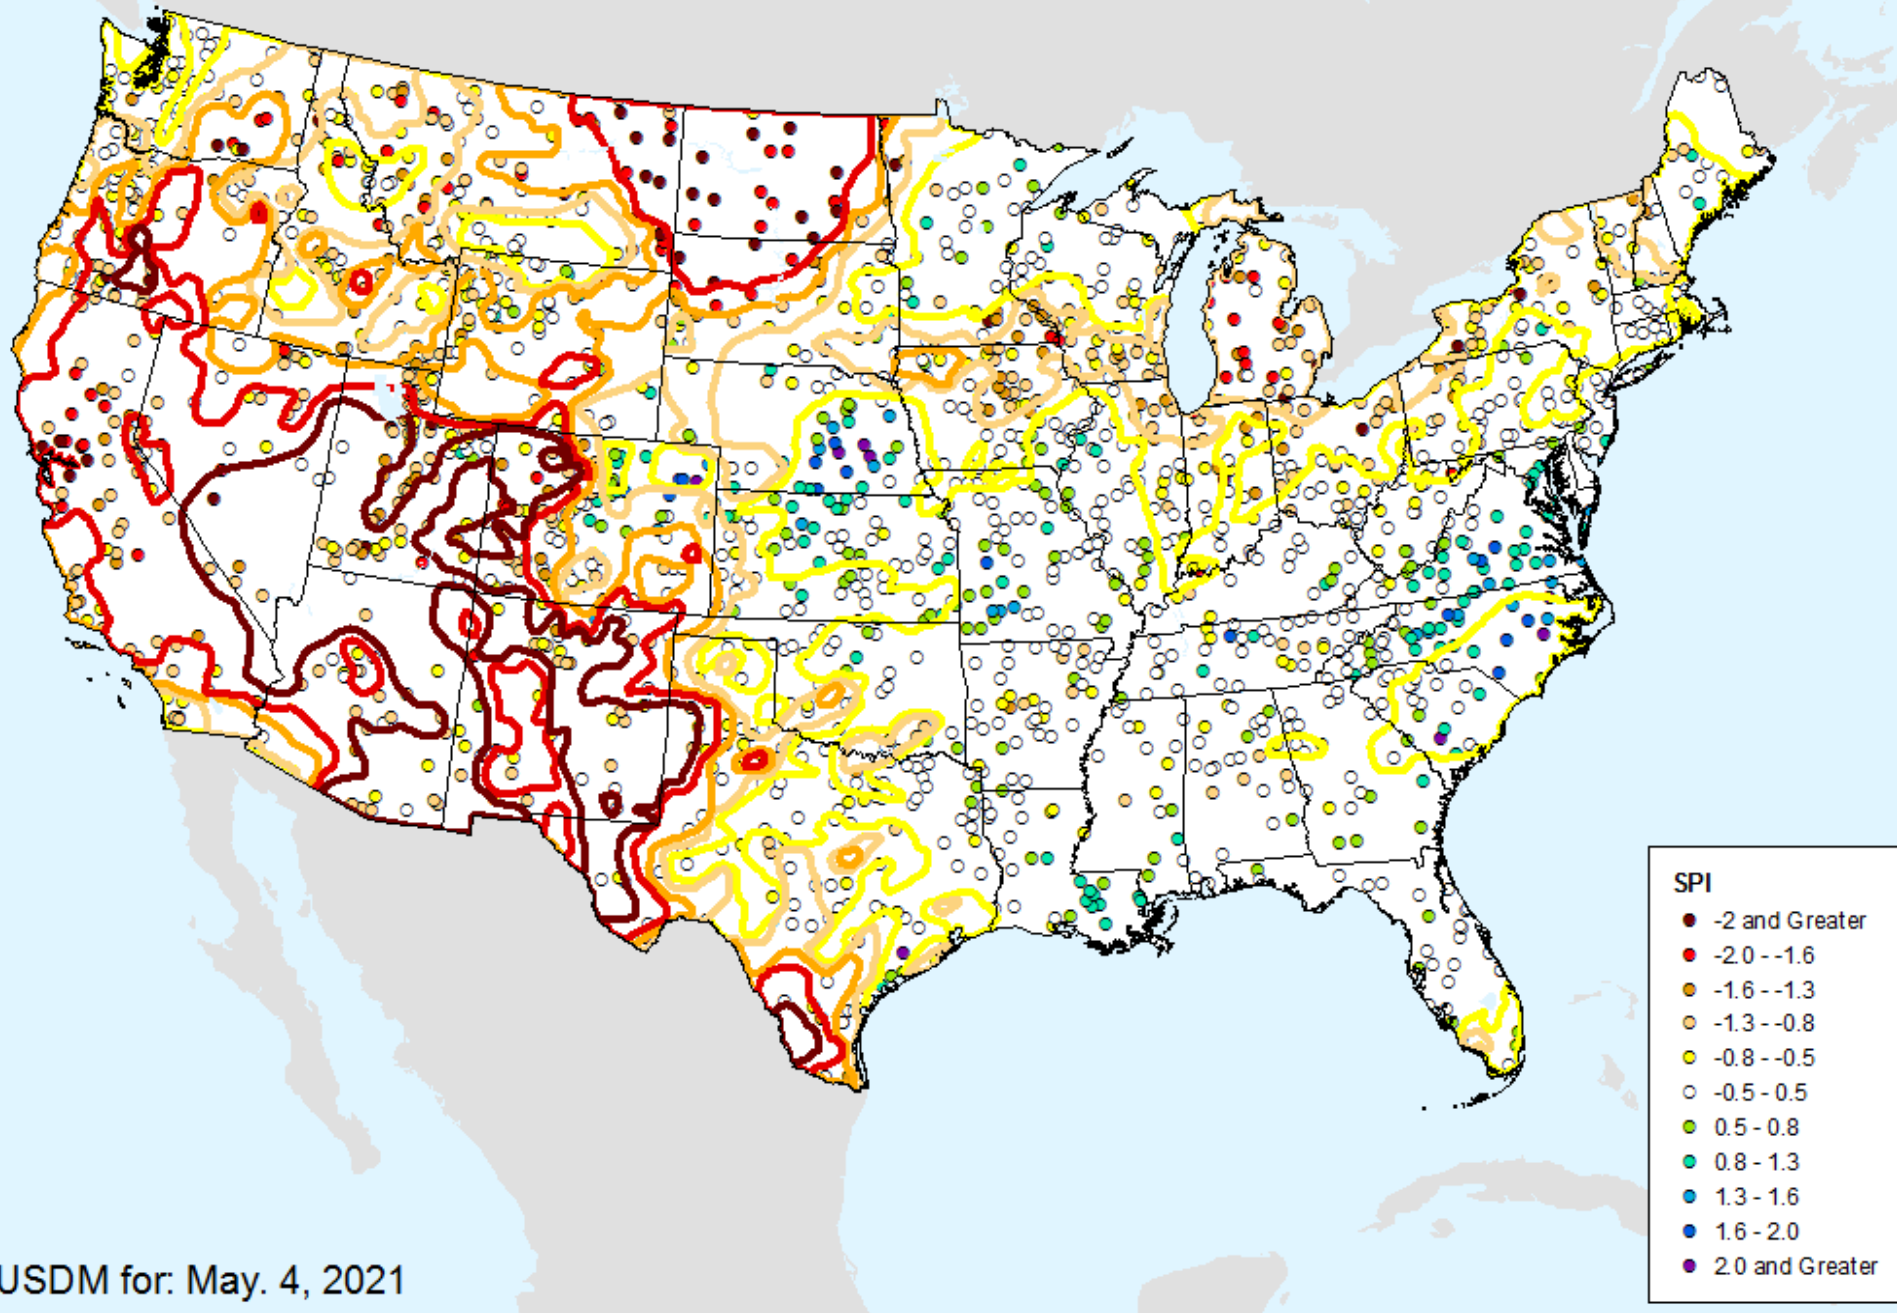 SPI
-2 and Greater
-2.0 - -1.6
-1.6 - -1.3
-1.3 - -0.8
-0.8 - -0.5
-0.5 - 0.5
0.5 - 0.8
0.8 - 1.3
1.3 - 1.6
1.6 - 2.0
2.0 and Greater
USDM for: May. 4, 2021